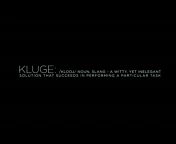 KLUGE: /KLOOJ/ NOUN, SLANG - A WITTY, YET INELEGANT
SOLUTION THAT SUCCEEDS IN PERFORMING A PARTICULAR TASK